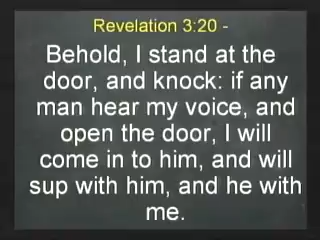 Revelation 3:20 -
Behold, I stand at the
door, and knock: if any
man hear my voice, and
open the door, I will
come in to him, and will
sup with him, and he with
me.